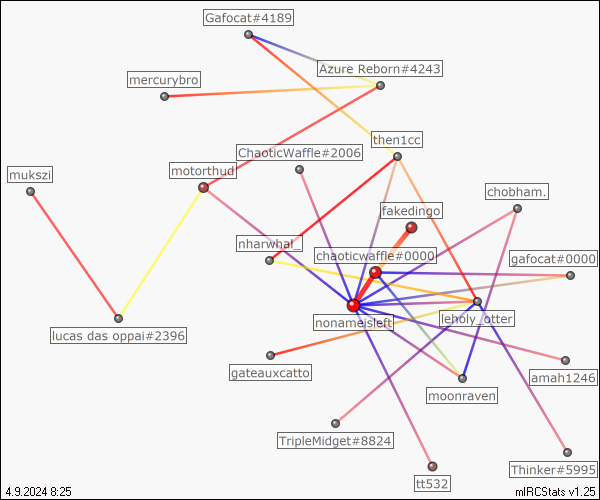 Gafocat#4189
Azure Reborn#4243
mercurybro
then1cc
ChaoticWaffle#2006
motorthud
mukszi
chobham.
fakedingo
nharwhal_
chaoticwaffle#0000
gafocat#0000
nonameisleft
leholy_otter
lucas das oppai#2396
gateauxcatto
amah1246
moonraven
TripleMidget#8824
Thinker#5995
tt532
4.9.2024 8:25
mIRCStats v1.25